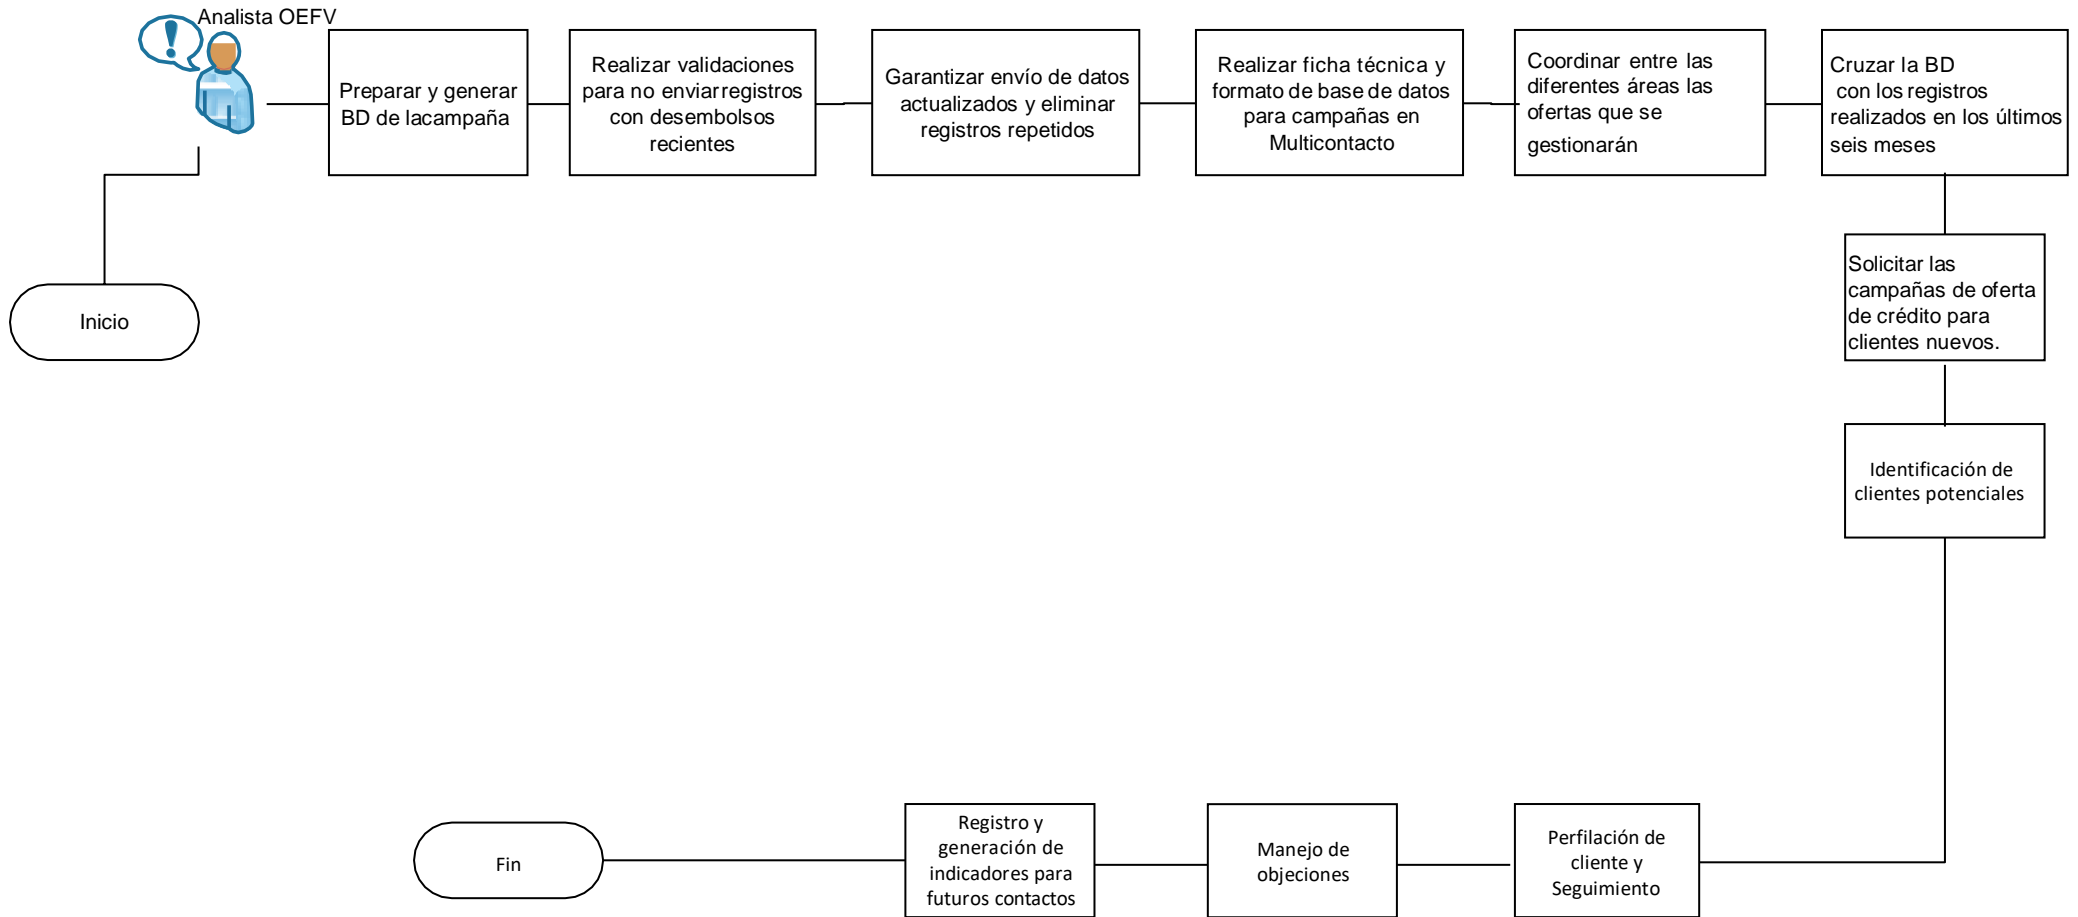 Analista OEFV
Preparar y generar
BD de lacampaña
Realizar validaciones
para no enviarregistros
con desembolsos
recientes
Garantizar envío de datos
actualizados y eliminar
registros repetidos
Realizar ficha técnica y
formato de base de datos
para campañas en
Multicontacto
Coordinar entre las
diferentes áreas las
ofertas que se
gestionarán
Cruzar la BD
con los registros
realizados en los últimos
seis meses
Solicitar las
campañas de oferta
de crédito para
clientes nuevos.
Inicio
Identificación de
clientes potenciales
Fin
Registro y
generación de
indicadores para
futuros contactos
Manejo de
objeciones
Perfilación de
cliente y
Seguimiento